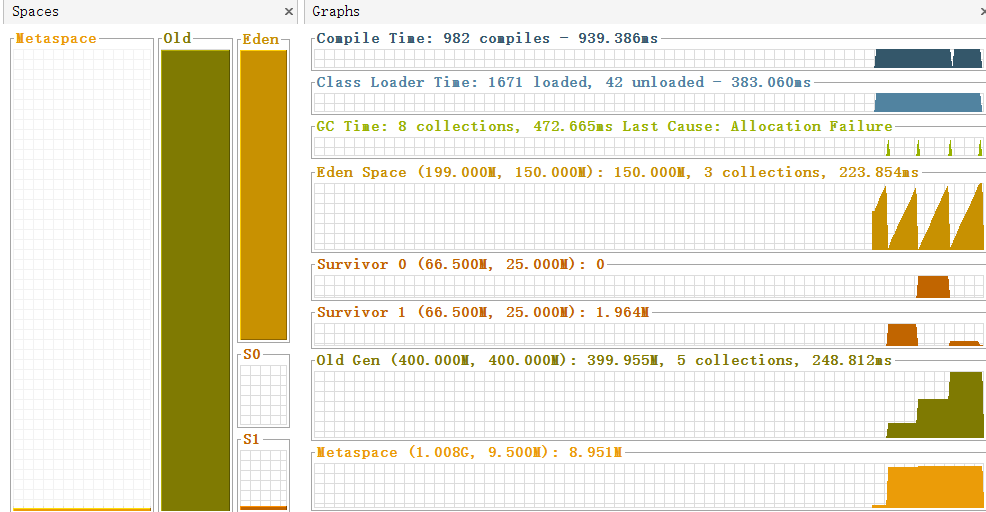 Spaces
Metaspace
Old
Eden
S0
S1
Graphs
Compile Time: 982 compiles - 939.386ms
Class Loader Time: 1671 loaded, 42 unloaded - 383.060ms
GC Time: 8 collections, 472.665ms Last Cause: Allocation Failure
Eden Space (199.000M, 150.000M): 150.000M, 3 collections, 223.854ms
Survivor 0 (66.500M, 25.000M): 0
Survivor 1 (66.500M, 25.000M): 1.964M
Old Gen (400.000M, 400.000M): 399.955M, 5 collections, 248.812ms
Metaspace (1.008G, 9.500M): 8.951M